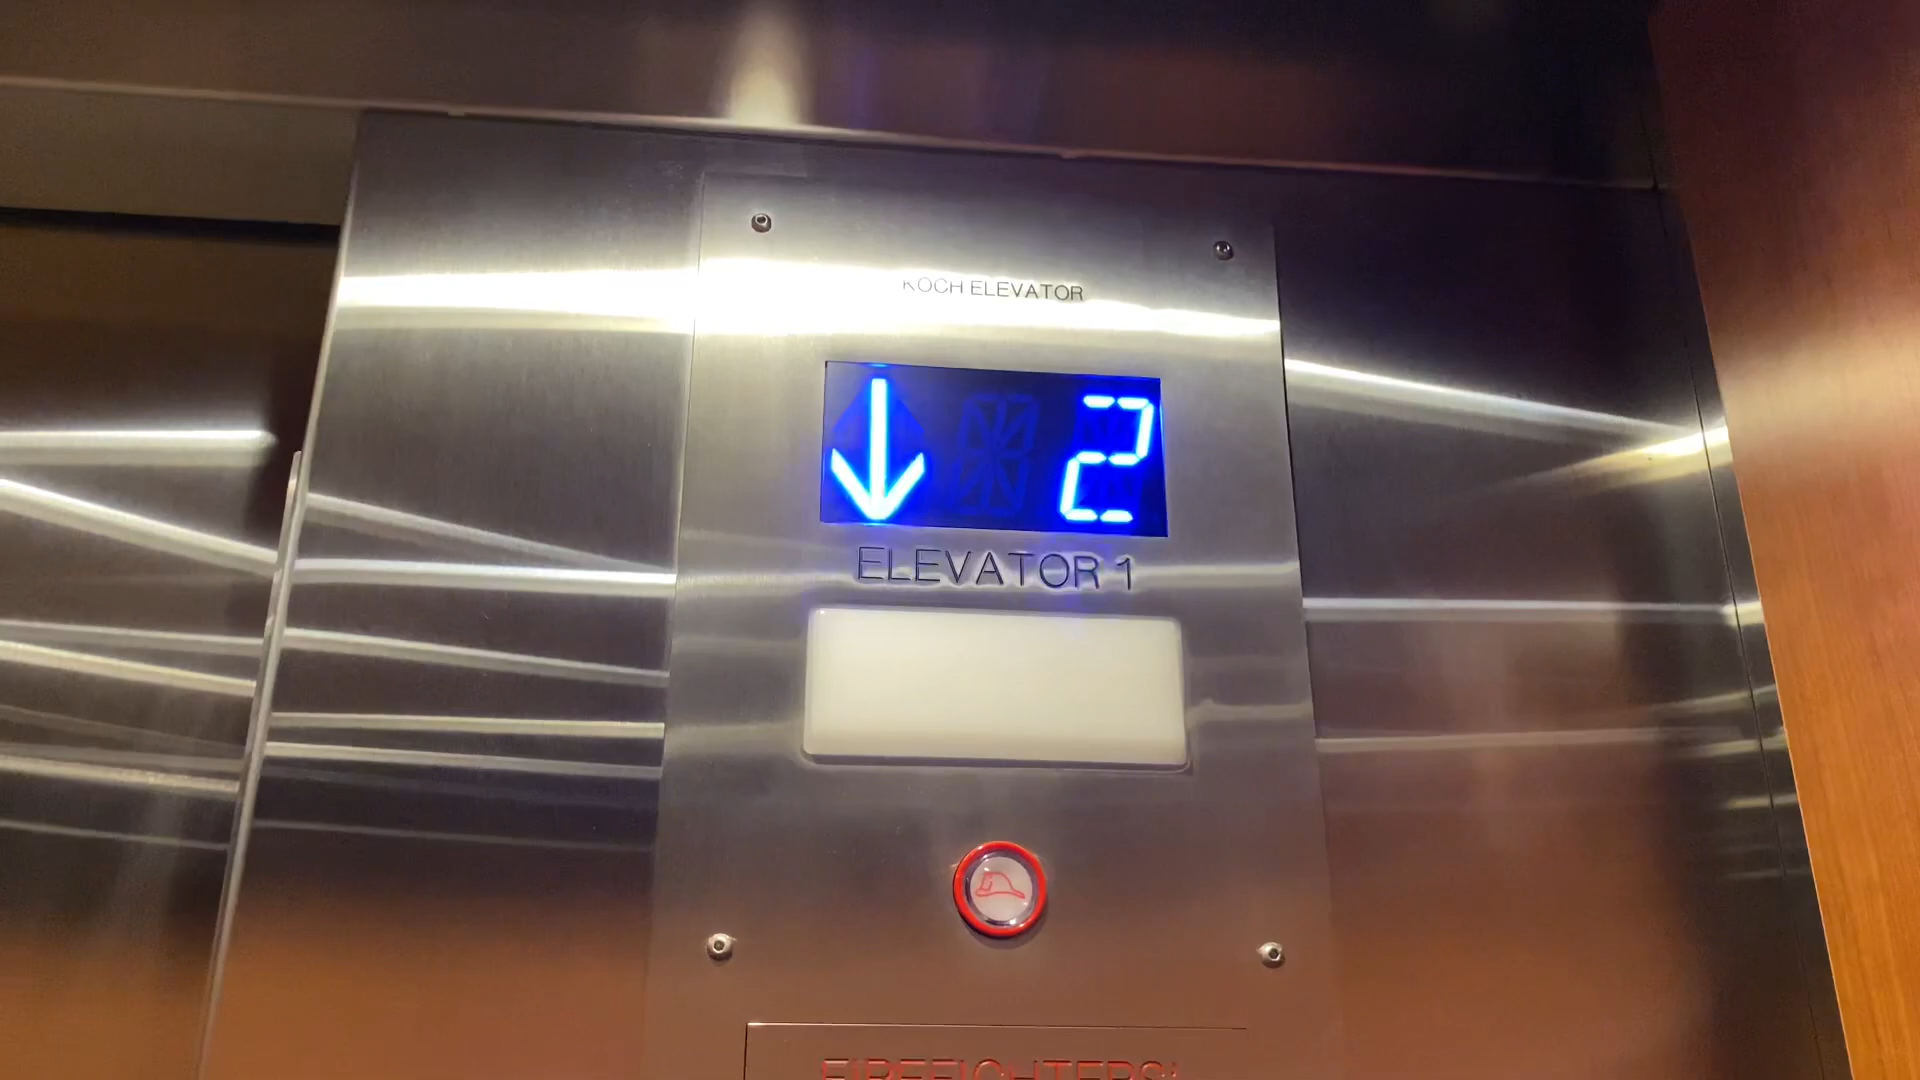 KOCH ELEVATOR
↓ 2
ELEVATOR 1
FIREFIGHTERS'